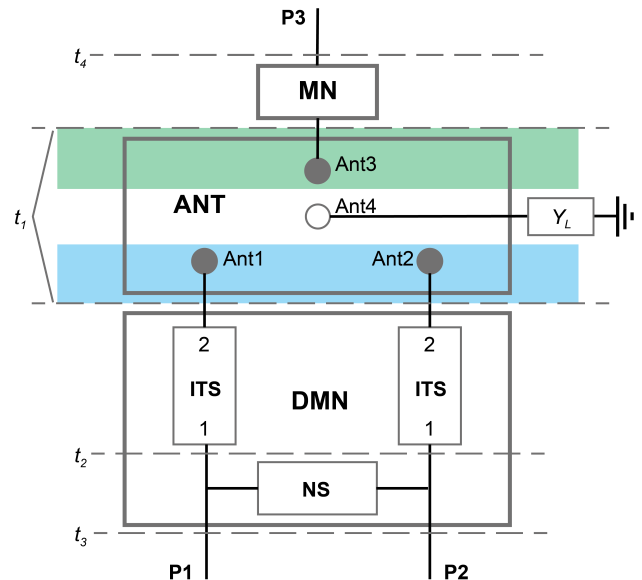 P3
t4
MN
Ant3
ANT
Ant4
t1
YL
Ant1
Ant2
2
2
ITS
ITS
DMN
1
1
t2
NS
t3
P1
P2